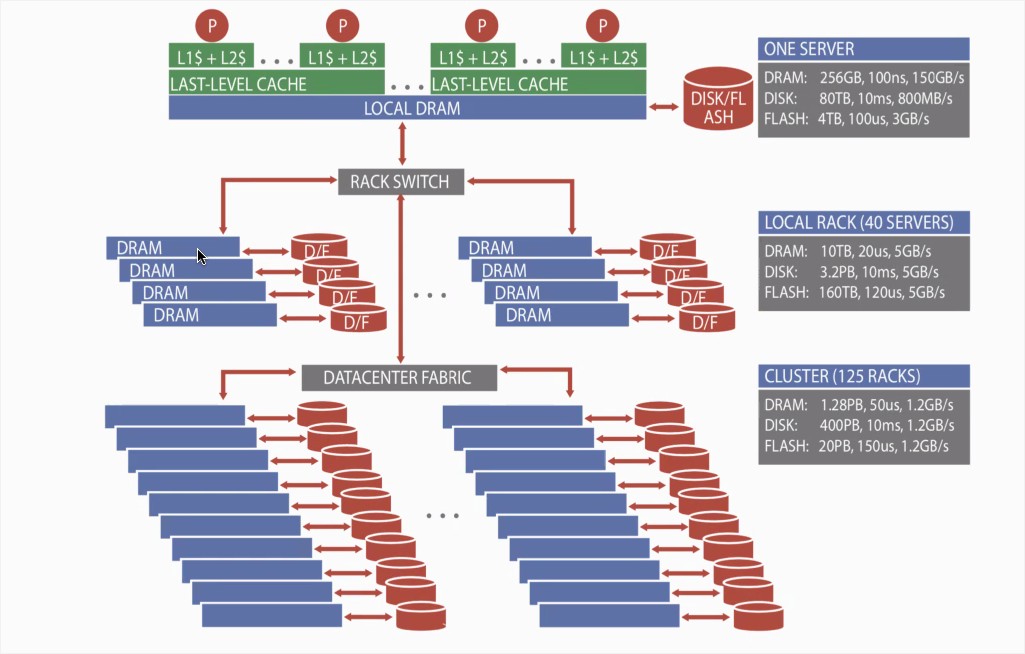 P P P P
L1$ + L2$ ... L1$ + L2$ L1$ + L2$ ... L1$ + L2$
LAST-LEVEL CACHE ... LAST-LEVEL CACHE
LOCAL DRAM
DISK/FL
ASH
ONE SERVER
DRAM: 256GB, 100ns, 150GB/s
DISK: 80TB, 10ms, 800MB/s
FLASH: 4TB, 100us, 3GB/s
RACK SWITCH
DRAM D/F
DRAM D/F
DRAM D/F
DRAM D/F
...
DRAM D/F
DRAM D/F
DRAM D/F
DRAM D/F
LOCAL RACK (40 SERVERS)
DRAM: 10TB, 20us, 5GB/s
DISK: 3.2PB, 10ms, 5GB/s
FLASH: 160TB, 120us, 5GB/s
DATACENTER FABRIC
...
CLUSTER (125 RACKS)
DRAM: 1.28PB, 50us, 1.2GB/s
DISK: 400PB, 10ms, 1.2GB/s
FLASH: 20PB, 150us, 1.2GB/s